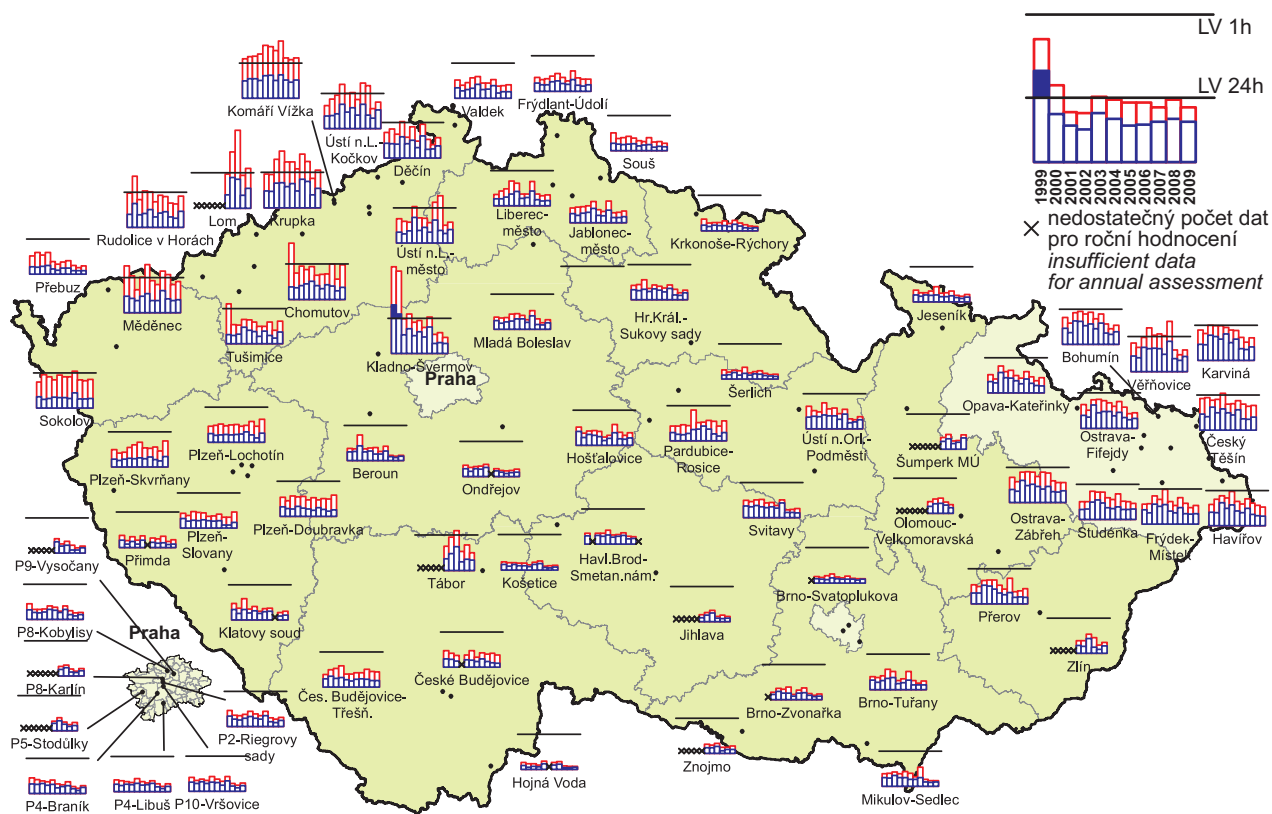 LV 1h
LV 24h
1999
2000
2001
2002
2003
2004
2005
2006
2007
2008
2009
× nedostatečný počet dat
pro roční hodnocení
insufficient data
for annual assessment
Komáří Vížka
Ústí n.L.-
Kočkov
Valdek
Frýdlant-Údolí
Děčín
Souš
Rudolice v Horách
Lom
Krupka
Ústí n.L.-
město
Liberec-
město
Jablonec-
město
Krkonoše-Rýchory
Přebuz
Měděnec
Chomutov
Tušimice
Kladno-Švermov
Mladá Boleslav
Hr.Král.-
Sukovy sady
Jeseník
Bohumín
Věřňovice
Karviná
Sokolov
Praha
Šerlich
Opava-Kateřinky
Ostrava-
Fifejdy
Český
Těšín
Plzeň-Lochotín
Plzeň-Skvrňany
Beroun
Ondřejov
Hošťalovice
Pardubice-
Rosice
Ústí n.Orl.-
Podměstí
Šumperk MÚ
Plzeň-
Slovany
Plzeň-Doubravka
Svitavy
Olomouc-
Velkomoravská
Ostrava-
Zábřeh
Studénka
Frýdek-
Místek
Havířov
P9-Vysočany
Přimda
Tábor
Košetice
Havl.Brod-
Smetan.nám.
Brno-Svatoplukova
Přerov
P8-Kobylisy
Praha
Klatovy soud
Jihlava
Zlín
P8-Karlín
Čes. Budějovice-
Třešň.
České Budějovice
Brno-Zvonařka
Brno-Tuřany
P5-Stodůlky
P2-Riegrovy
sady
Hojná Voda
Znojmo
Mikulov-Sedlec
P4-Braník
P4-Libuš
P10-Vršovice